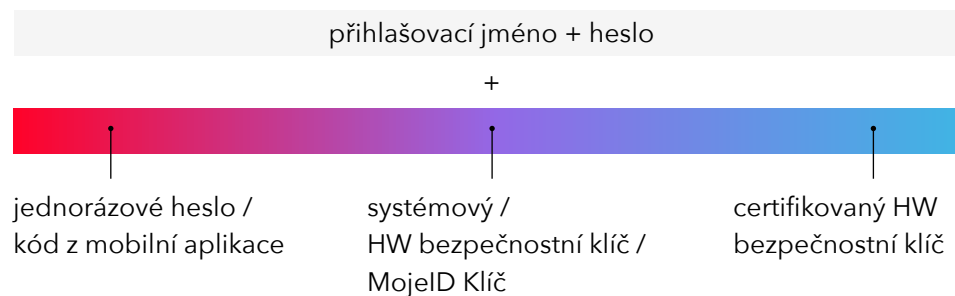 přihlašovací jméno + heslo
+
jednorázové heslo /
kód z mobilní aplikace
systémový /
HW bezpečnostní klíč /
MojeID Klíč
certifikovaný HW
bezpečnostní klíč